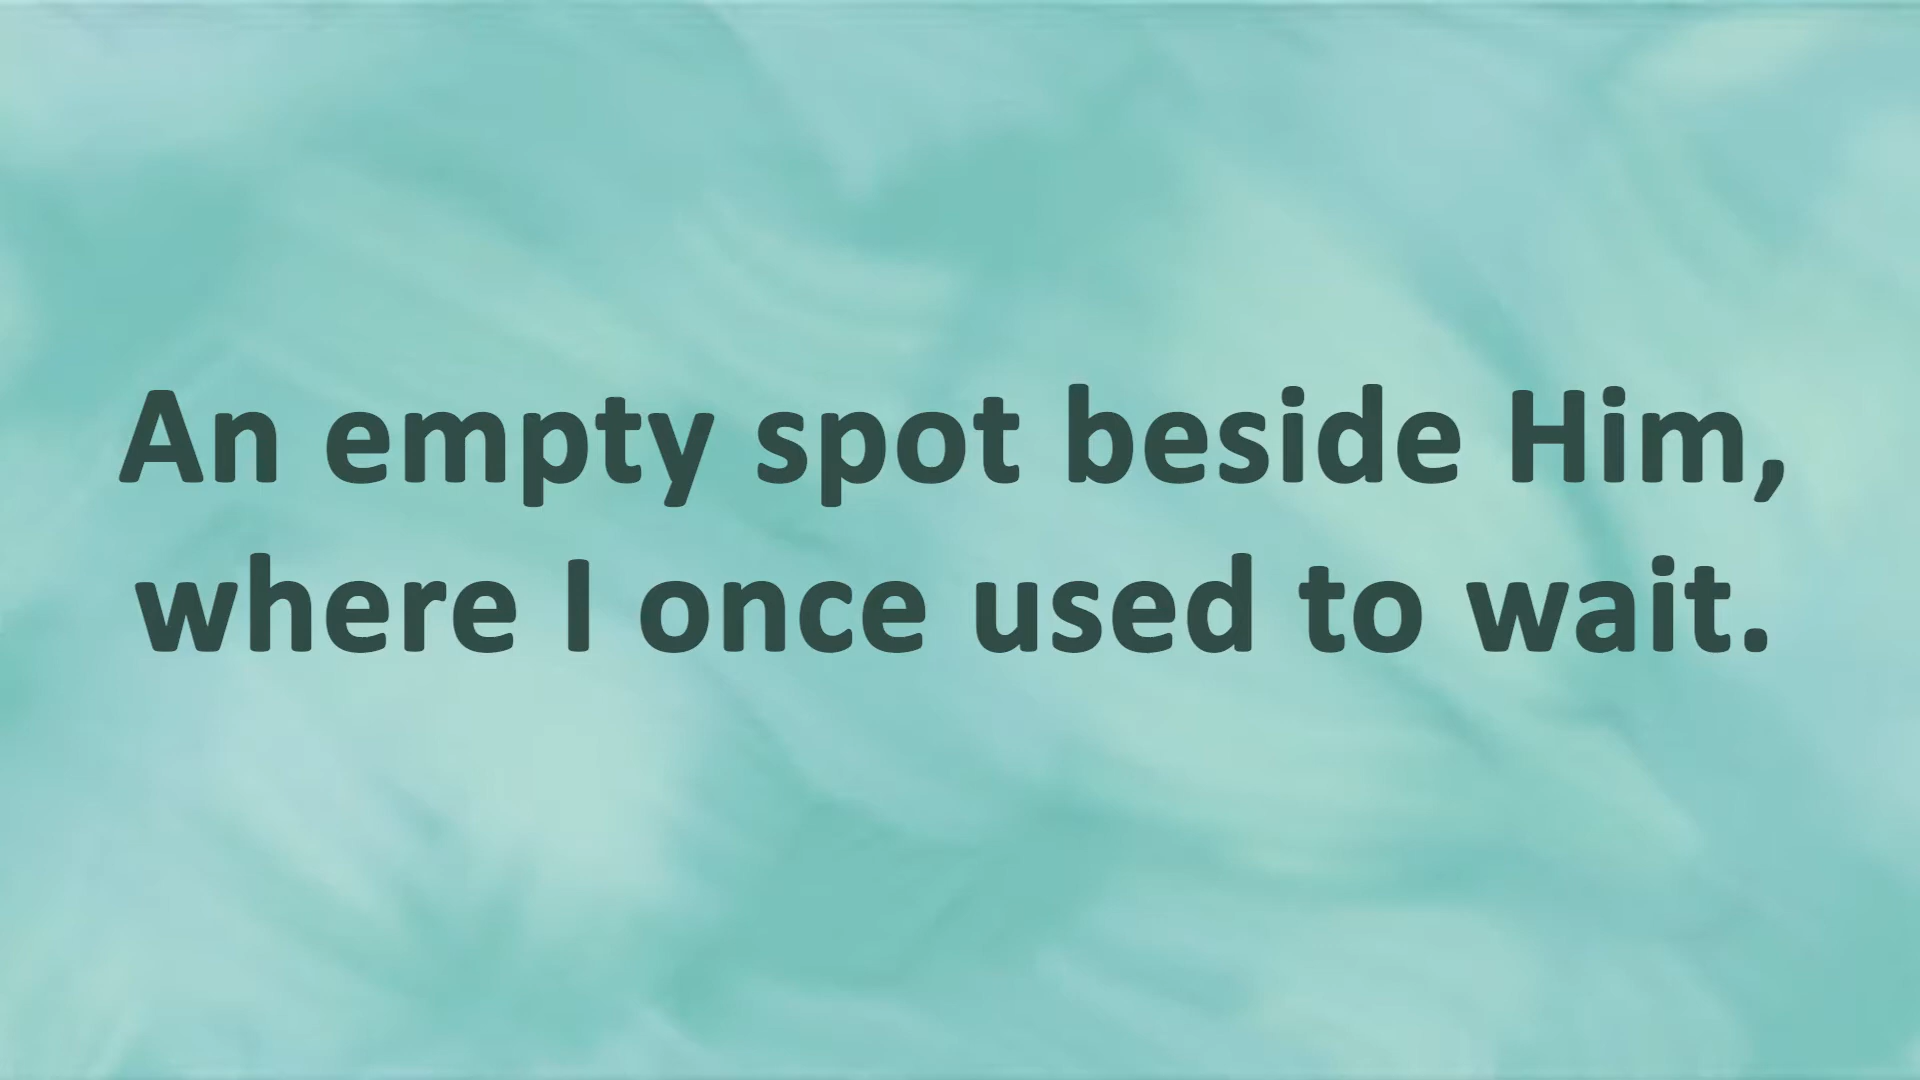 An empty spot beside Him,
where I once used to wait.